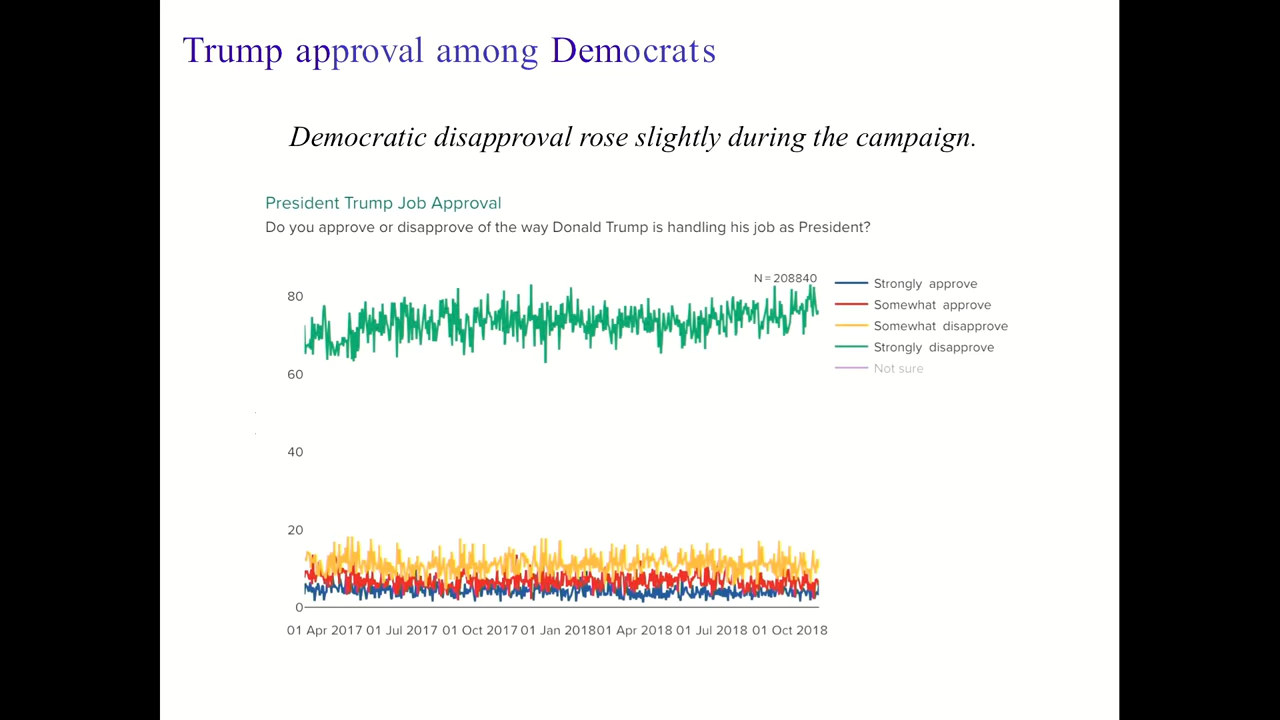 Trump approval among Democrats
Democratic disapproval rose slightly during the campaign.
President Trump Job Approval
Do you approve or disapprove of the way Donald Trump is handling his job as President?
N = 208840
Strongly approve
Somewhat approve
Somewhat disapprove
Strongly disapprove
Not sure
80
60
40
20
0
01 Apr 2017 01 Jul 2017 01 Oct 2017 01 Jan 2018 01 Apr 2018 01 Jul 2018 01 Oct 2018